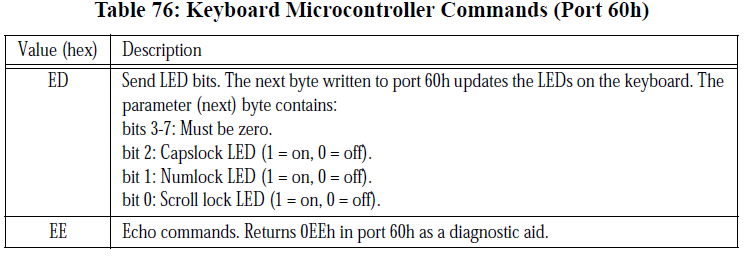 Table 76: Keyboard Microcontroller Commands (Port 60h)
Value (hex) Description
ED Send LED bits. The next byte written to port 60h updates the LEDs on the keyboard. The
parameter (next) byte contains:
bits 3-7: Must be zero.
bit 2: Capslock LED (1 = on, 0 = off).
bit 1: Numlock LED (1 = on, 0 = off).
bit 0: Scroll lock LED (1 = on, 0 = off).
EE Echo commands. Returns 0EEh in port 60h as a diagnostic aid.